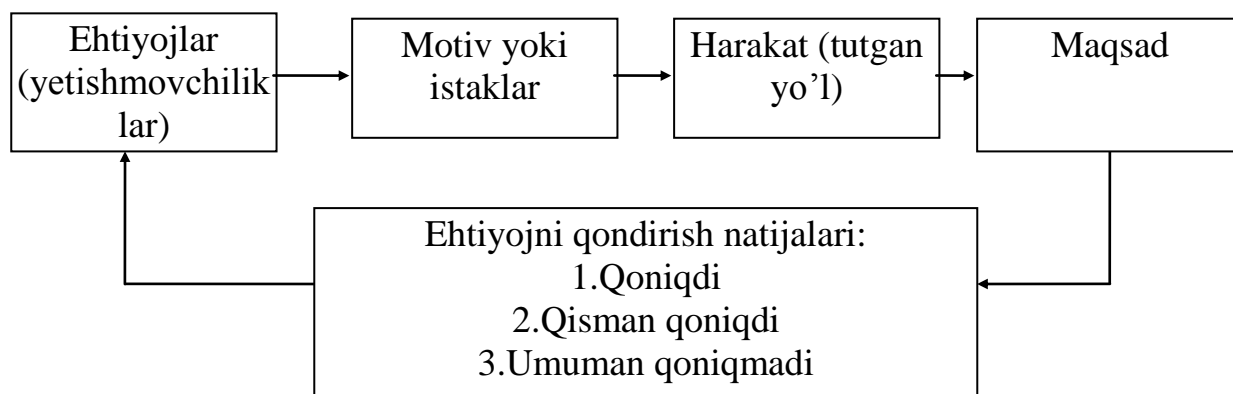 Ehtiyojlar
(yetishmovchilik
lar)
Motiv yoki
istaklar
Harakat (tutgan
yo’l)
Maqsad
Ehtiyojni qondirish natijalari:
1.Qoniqdi
2.Qisman qoniqdi
3.Umuman qoniqmadi